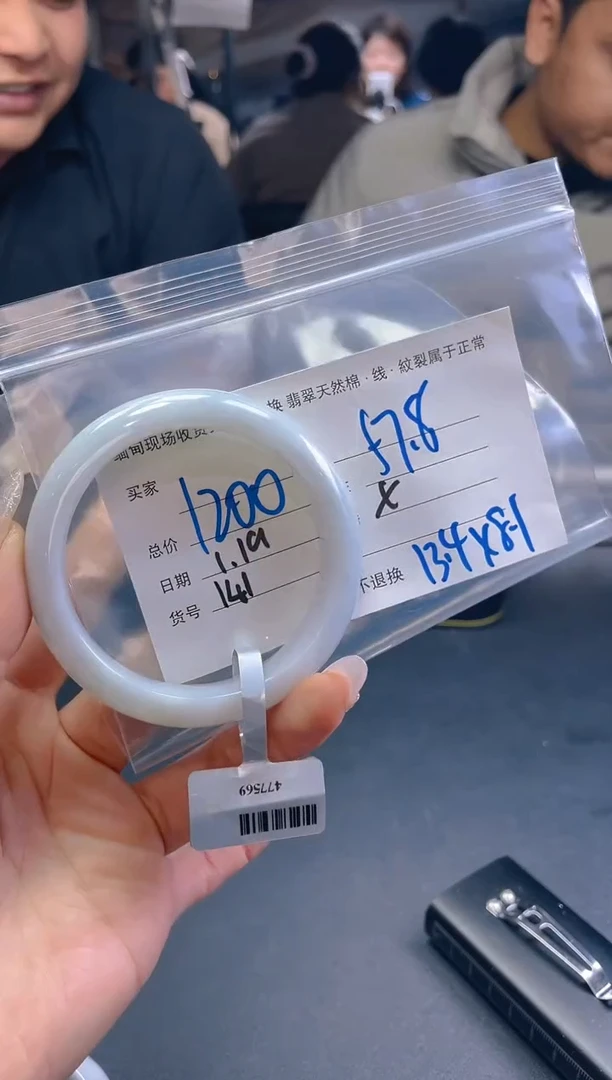 换 翡翠天然棉·线·紋裂属于正常
缅甸现场收货
买家 1200 57.8
总价
日期 1.19 X
货号 141
不退换 13.4X8.1
477569